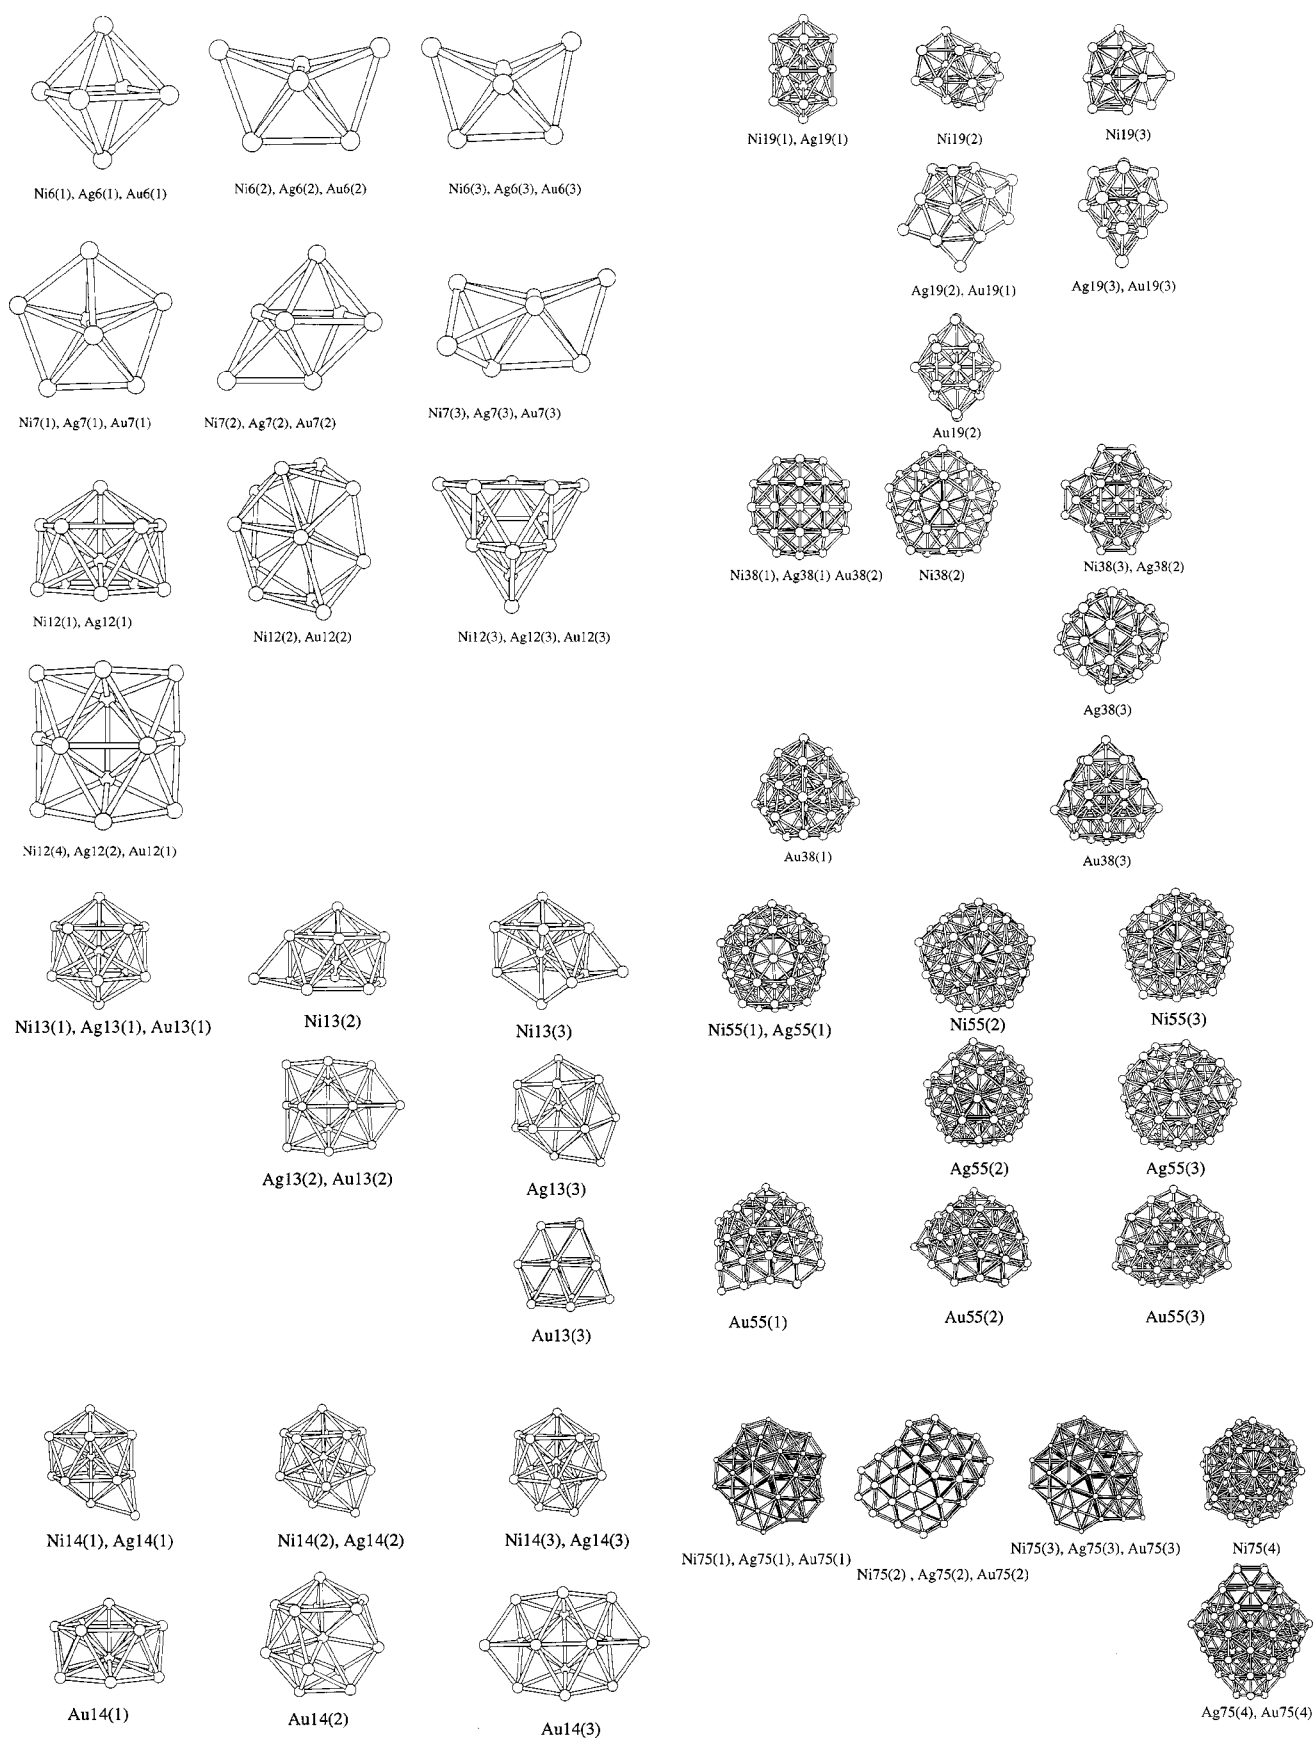 Ni6(1), Ag6(1), Au6(1)
Ni6(2), Ag6(2), Au6(2)
Ni6(3), Ag6(3), Au6(3)
Ni7(1), Ag7(1), Au7(1)
Ni7(2), Ag7(2), Au7(2)
Ni7(3), Ag7(3), Au7(3)
Ni12(1), Ag12(1)
Ni12(2), Au12(2)
Ni12(3), Ag12(3), Au12(3)
Ni12(4), Ag12(2), Au12(1)
Ni13(1), Ag13(1), Au13(1)
Ni13(2)
Ni13(3)
Ag13(2), Au13(2)
Ag13(3)
Au13(3)
Ni14(1), Ag14(1)
Ni14(2), Ag14(2)
Ni14(3), Ag14(3)
Au14(1)
Au14(2)
Au14(3)
Ni19(1), Ag19(1)
Ni19(2)
Ni19(3)
Ag19(2), Au19(1)
Ag19(3), Au19(3)
Au19(2)
Ni38(1), Ag38(1) Au38(2)
Ni38(2)
Ni38(3), Ag38(2)
Ag38(3)
Au38(1)
Au38(3)
Ni55(1), Ag55(1)
Ni55(2)
Ni55(3)
Ag55(2)
Ag55(3)
Au55(1)
Au55(2)
Au55(3)
Ni75(1), Ag75(1), Au75(1)
Ni75(2) , Ag75(2), Au75(2)
Ni75(3), Ag75(3), Au75(3)
Ni75(4)
Ag75(4), Au75(4)